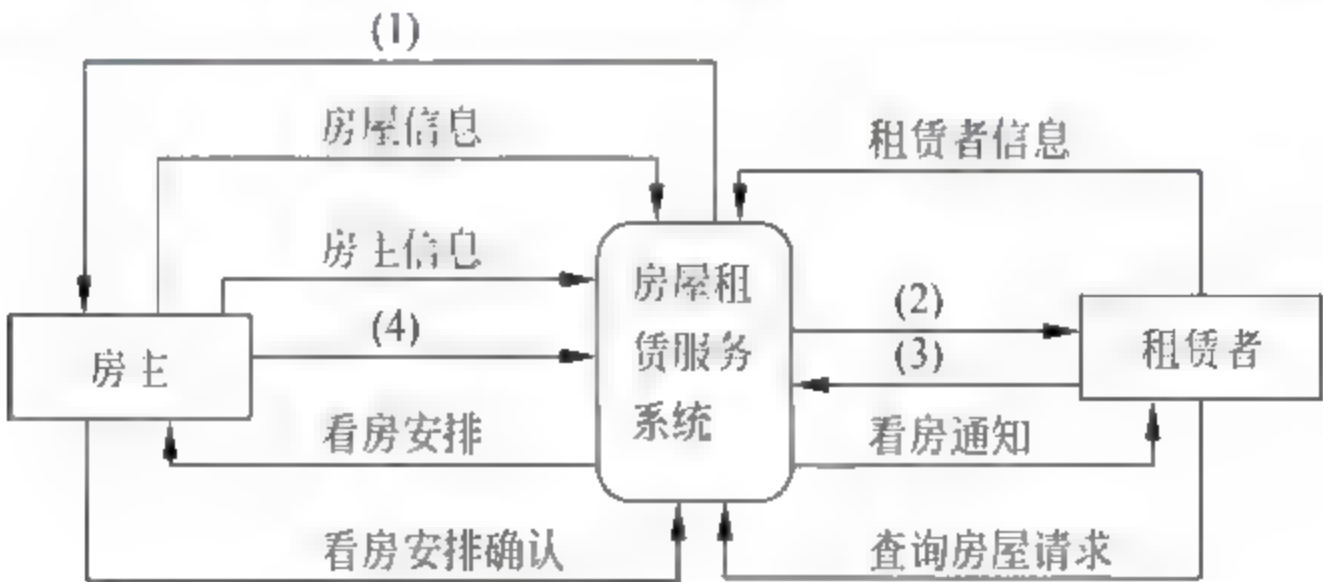 (1)
房屋信息
租赁者信息
房主信息
房屋租
赁服务
系统
(4)
(2)
房主
租赁者
(3)
看房安排
看房通知
看房安排确认
查询房屋请求